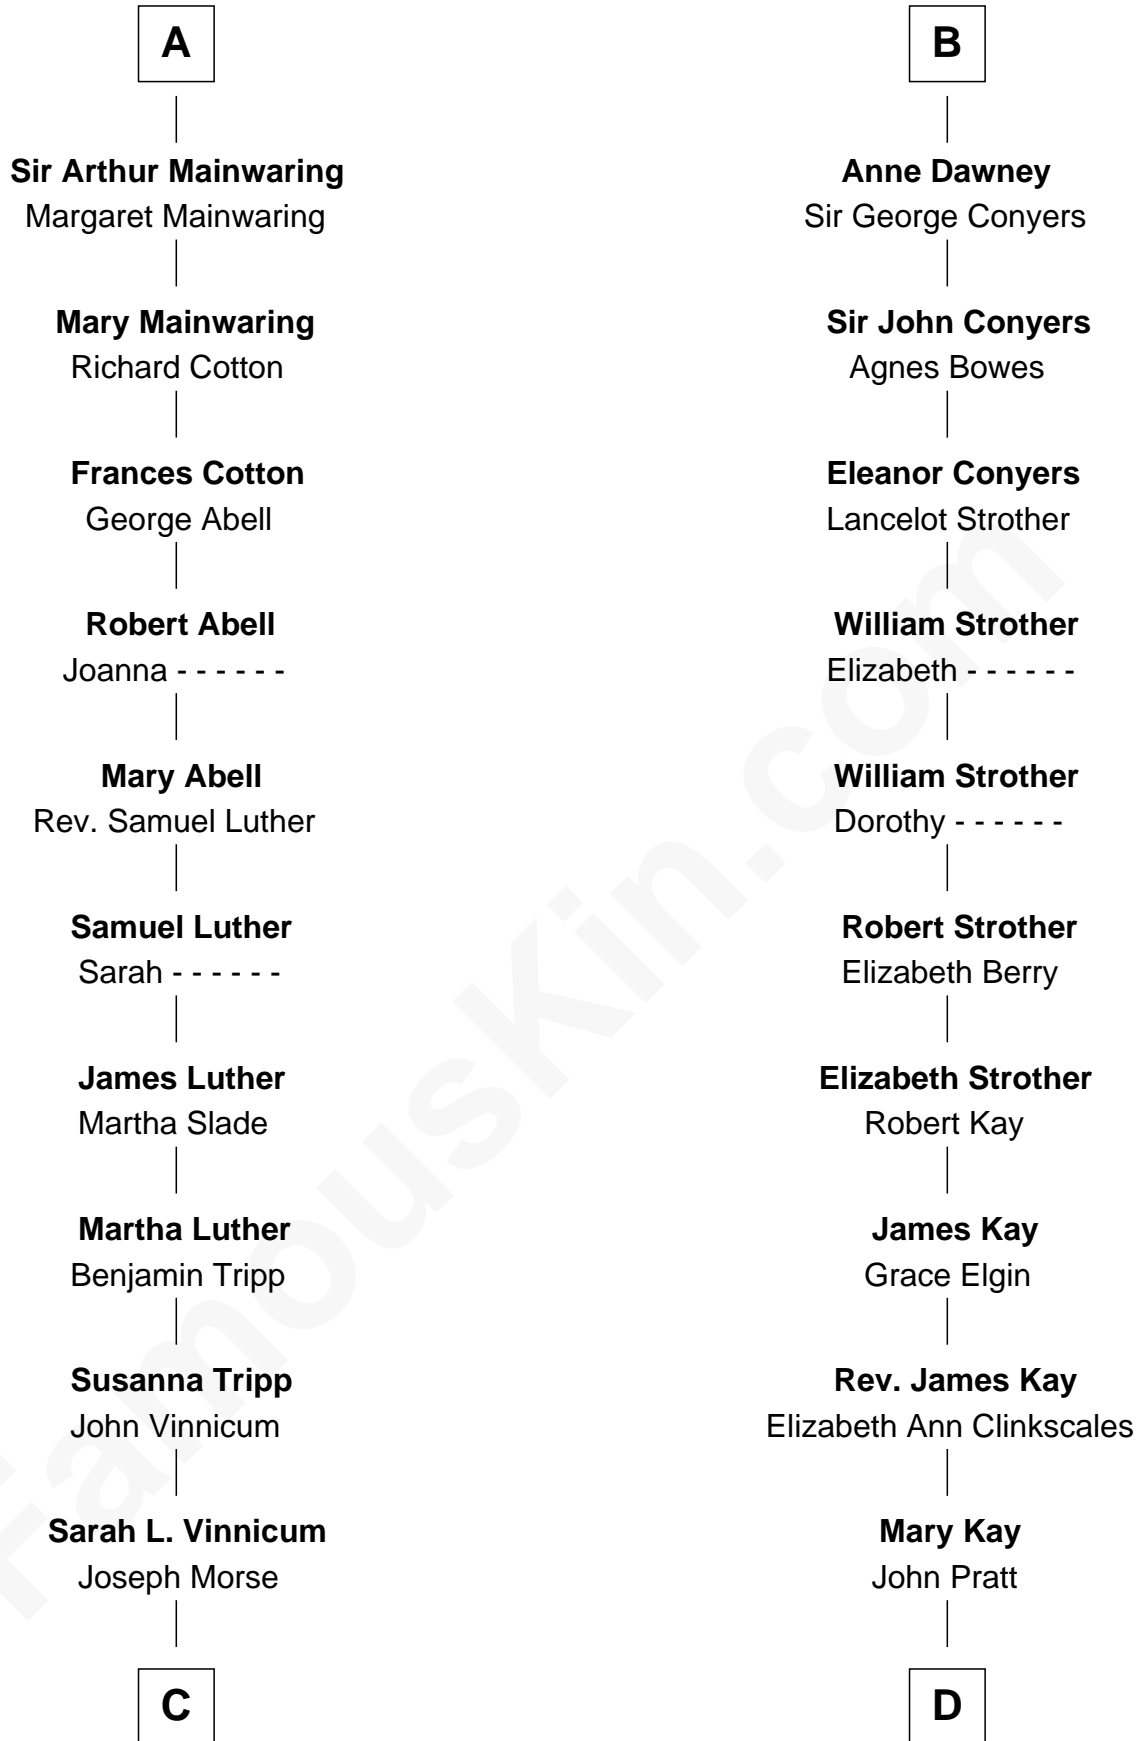 A
Sir Arthur Mainwaring
Margaret Mainwaring
Mary Mainwaring
Richard Cotton
Frances Cotton
George Abell
Robert Abell
Joanna - - - - - -
Mary Abell
Rev. Samuel Luther
Samuel Luther
Sarah - - - - - -
James Luther
Martha Slade
Martha Luther
Benjamin Tripp
Susanna Tripp
John Vinnicum
Sarah L. Vinnicum
Joseph Morse
C
B
Anne Dawney
Sir George Conyers
Sir John Conyers
Agnes Bowes
Eleanor Conyers
Lancelot Strother
William Strother
Elizabeth - - - - - -
William Strother
Dorothy - - - - - -
Robert Strother
Elizabeth Berry
Elizabeth Strother
Robert Kay
James Kay
Grace Elgin
Rev. James Kay
Elizabeth Ann Clinkscales
Mary Kay
John Pratt
D
FamousKin.com